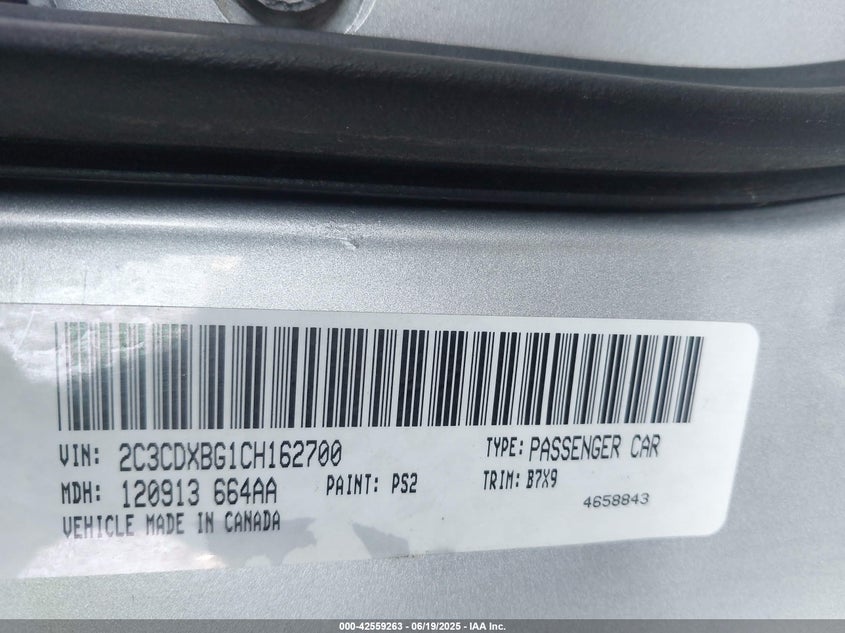 VIN: 2C3CDXBG1CH162700 TYPE: PASSENGER CAR
MDH: 120913 664AA PAINT: PS2 TRIM: B7X9
VEHICLE MADE IN CANADA 4658843
000-42559263 - 06/19/2025 - IAA Inc.